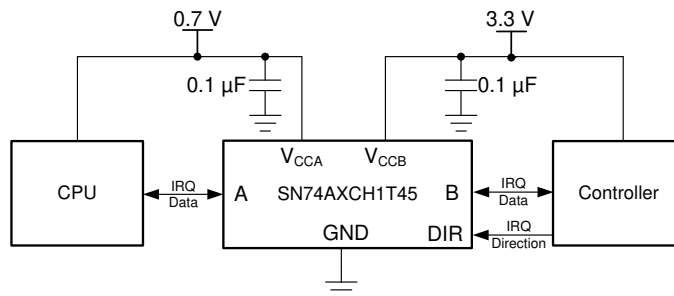 0.7 V
3.3 V
0.1 µF
0.1 µF
VCCA
VCCB
CPU
IRQ
Data
A
SN74AXCH1T45
B
IRQ
Data
Controller
GND
DIR
IRQ
Direction